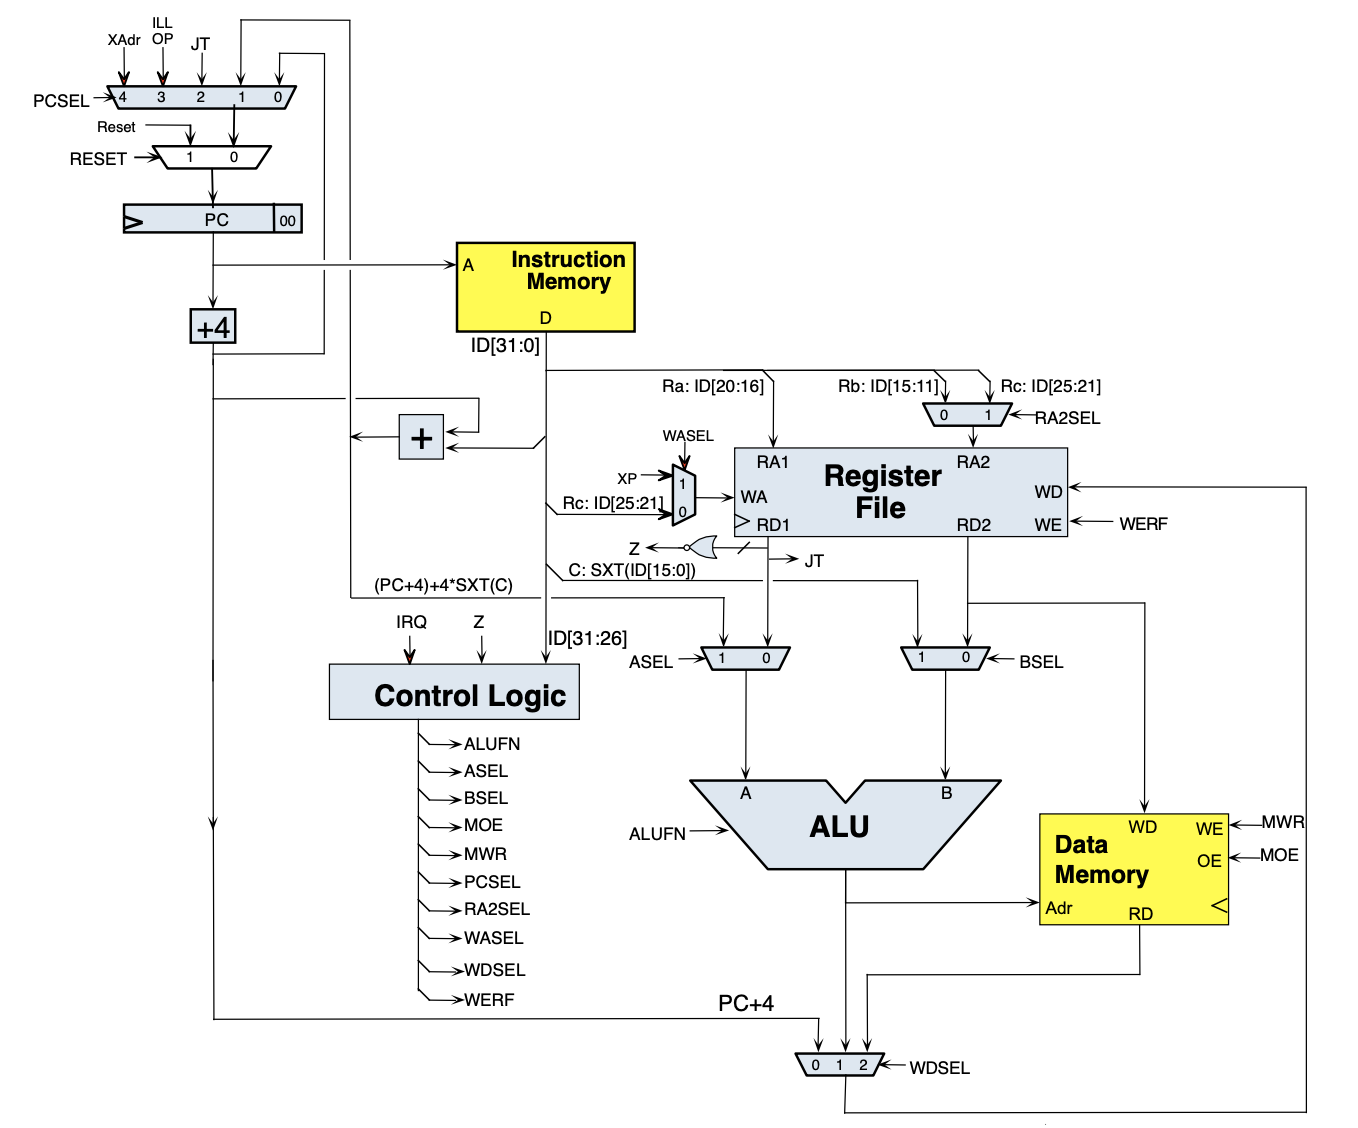 ILL
XAdr OP JT
PCSEL 4 3 2 1 0
Reset
RESET 1 0
PC 00
A Instruction
Memory
+4
D
ID[31:0]
Ra: ID[20:16] Rb: ID[15:11] Rc: ID[25:21]
0 1 RA2SEL
+
WASEL
RA1 RA2
XP 1 Register
WA WD
Rc: ID[25:21] 0 File
RD1 RD2 WE WERF
Z
JT
C: SXT(ID[15:0])
(PC+4)+4*SXT(C)
IRQ Z
ID[31:26]
ASEL 1 0 1 0 BSEL
Control Logic
ALUFN
ASEL
BSEL
MOE
MWR
PCSEL
RA2SEL
WASEL
WDSEL
WERF
A B
ALUFN ALU
WD WE MWR
Data OE MOE
Memory
Adr RD
PC+4
0 1 2 WDSEL